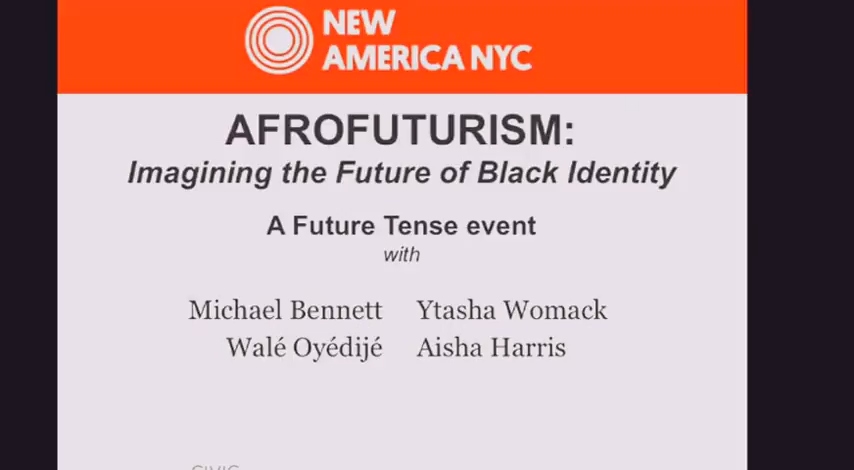 NEW
AMERICA NYC
AFROFUTURISM:
Imagining the Future of Black Identity
A Future Tense event
with
Michael Bennett Ytasha Womack
Walé Oyédijé Aisha Harris
CIVIC